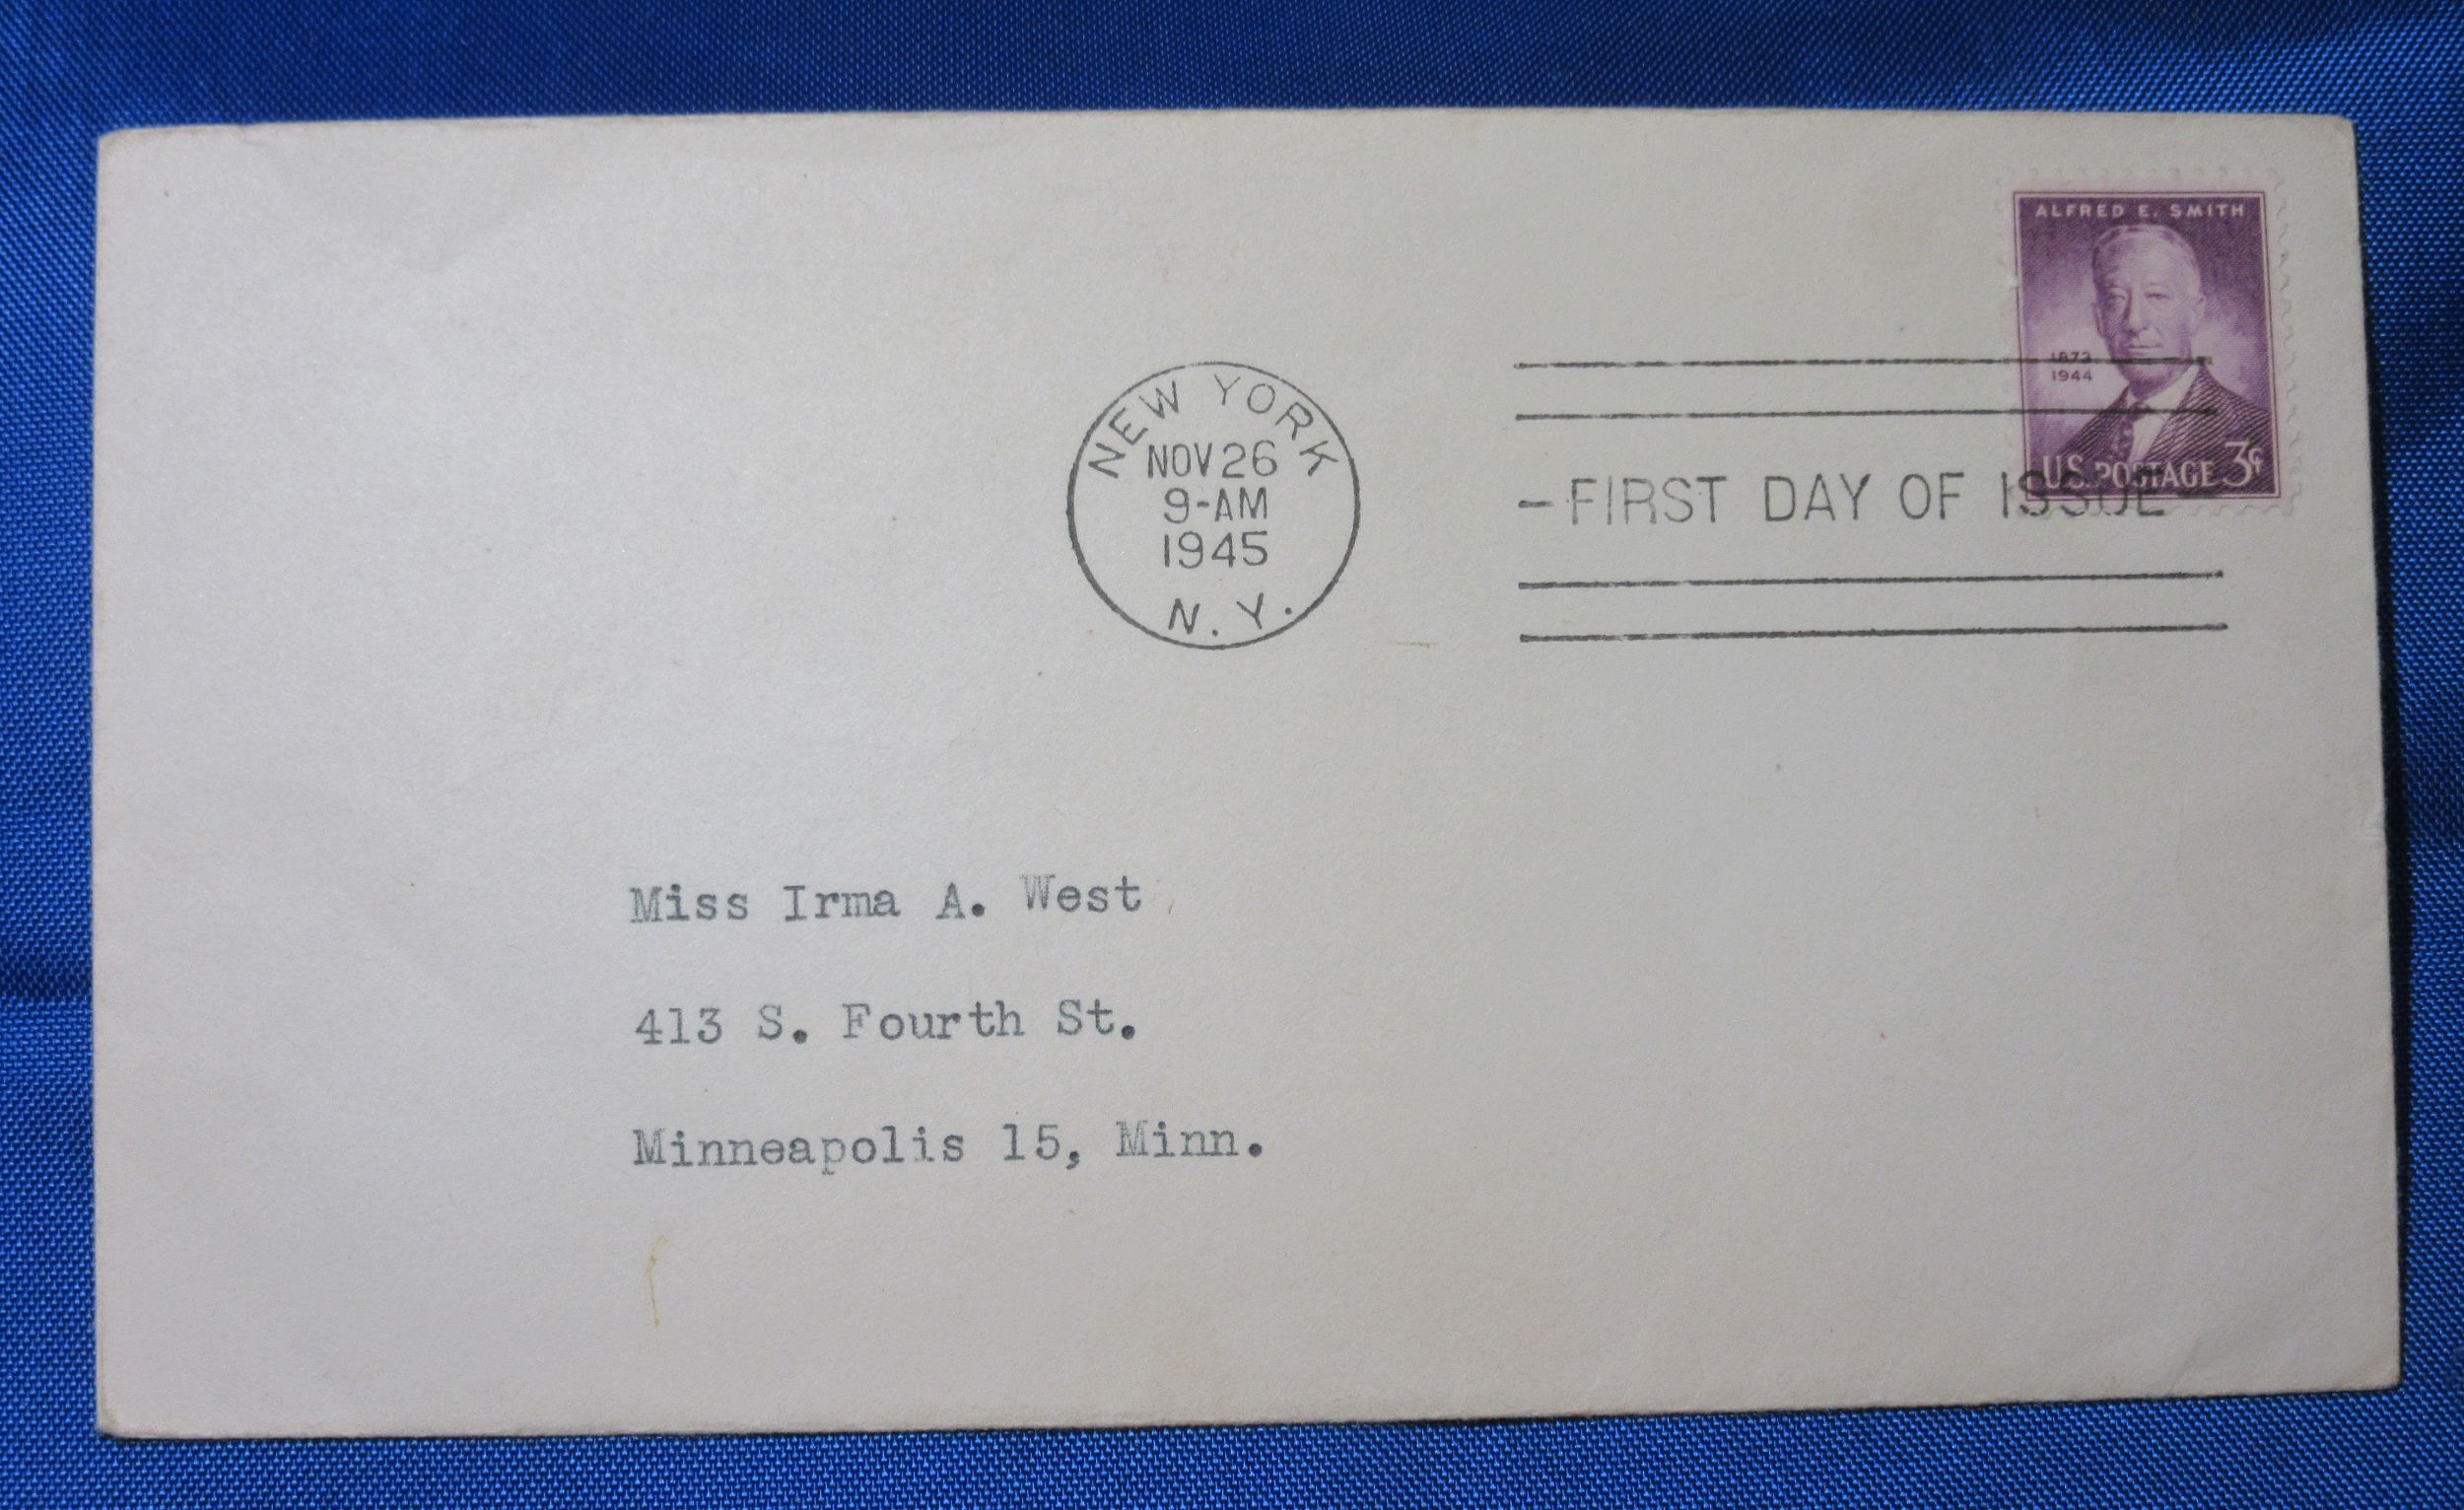 ALFRED E. SMITH
1873
1944
U.S. POSTAGE 3¢
NEW YORK
NOV 26
9-AM
1945
N. Y.
- FIRST DAY OF ISSUE -
Miss Irma A. West
413 S. Fourth St.
Minneapolis 15, Minn.